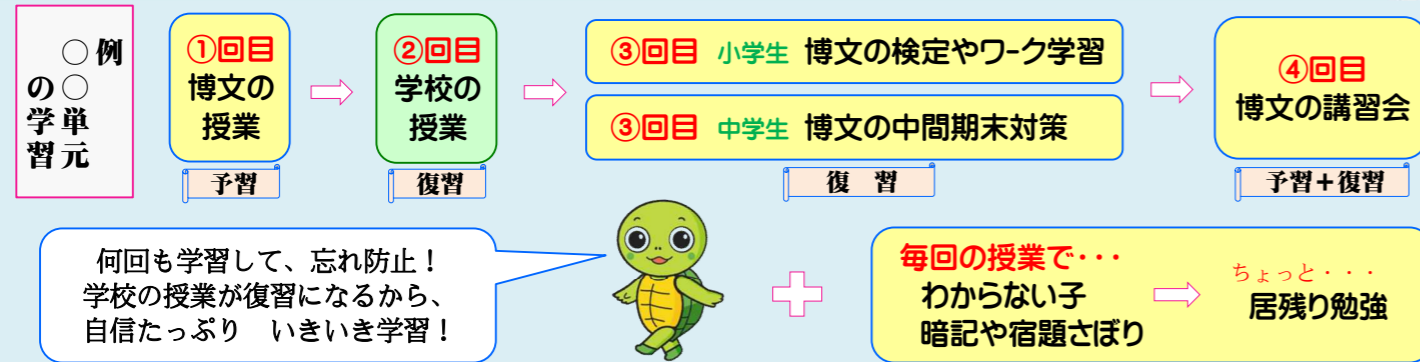 例
○○単元
の学習
①回目
博文の
授業
予習
②回目
学校の
授業
復習
③回目 小学生 博文の検定やワーク学習
③回目 中学生 博文の中間期末対策
復 習
④回目
博文の講習会
予習＋復習
何回も学習して、忘れ防止！
学校の授業が復習になるから、
自信たっぷり いきいき学習！
毎回の授業で・・・
わからない子
暗記や宿題さぼり
ちょっと・・・
居残り勉強